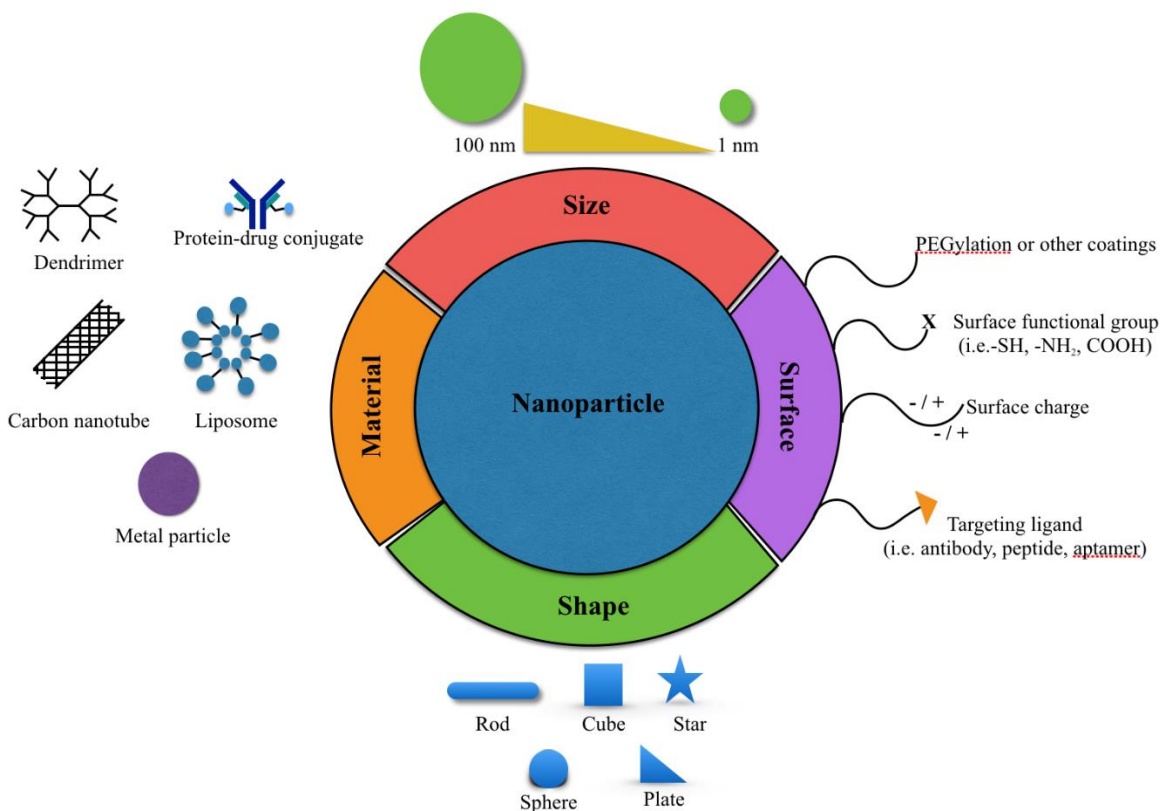 100 nm
1 nm
Size
Dendrimer
Protein-drug conjugate
Carbon nanotube
Liposome
Metal particle
Material
Nanoparticle
Surface
PEGylation or other coatings
X
Surface functional group
(i.e.-SH, -NH₂, COOH)
- / +
Surface charge
- / +
Targeting ligand
(i.e. antibody, peptide, aptamer)
Shape
Rod
Cube
Star
Sphere
Plate